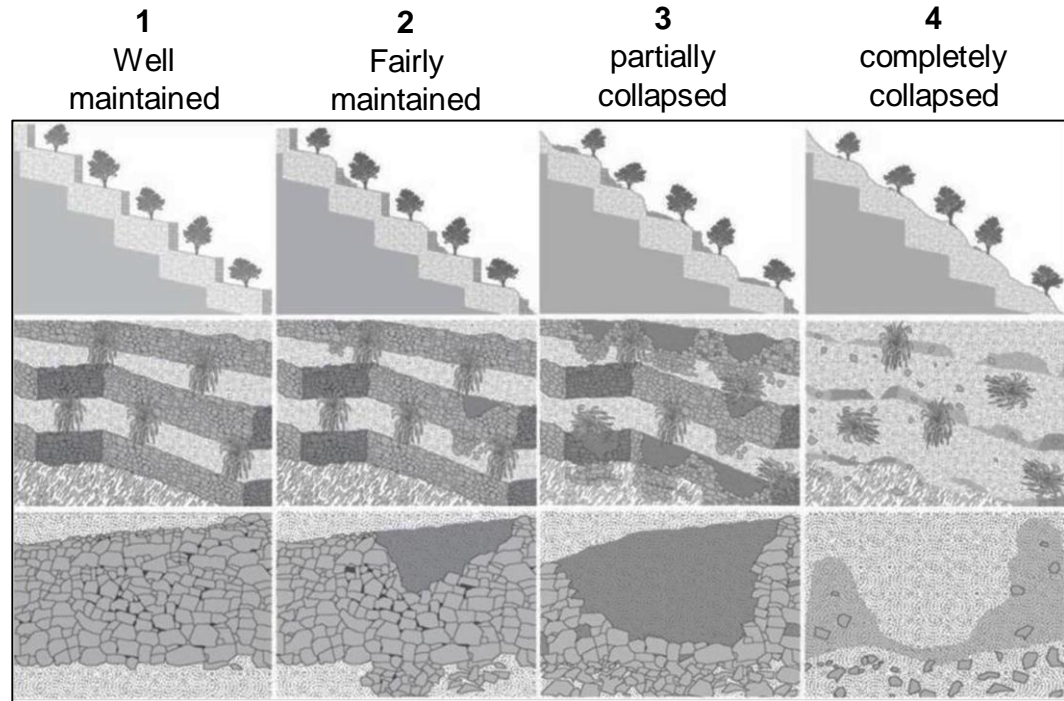 1
Well
maintained
2
Fairly
maintained
3
partially
collapsed
4
completely
collapsed